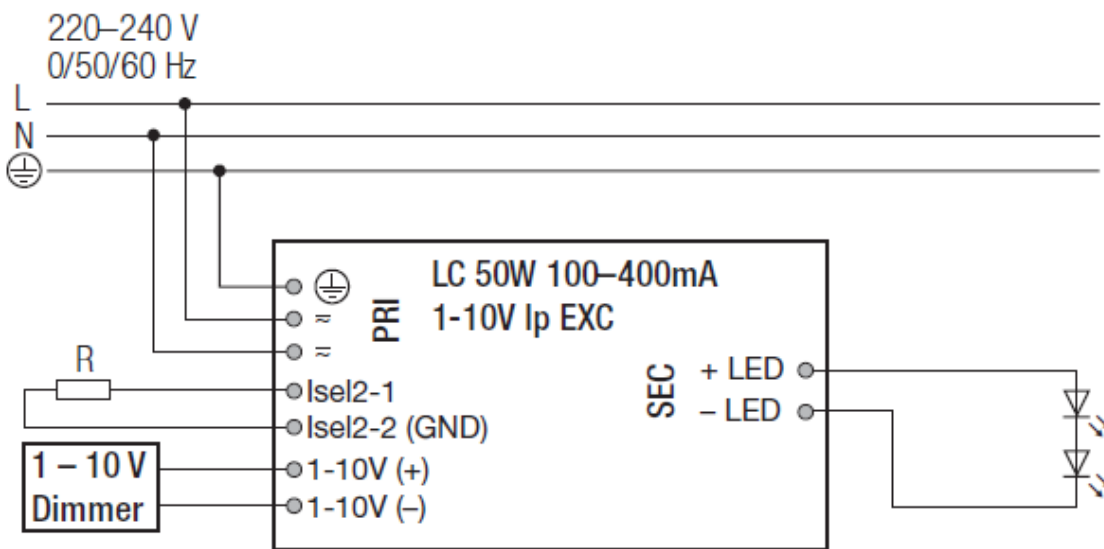 220–240 V
0/50/60 Hz
L
N
LC 50W 100–400mA
1-10V lp EXC
PRI
≂
≂
R
Isel2-1
Isel2-2 (GND)
1 – 10 V
Dimmer
1-10V (+)
1-10V (–)
SEC
+ LED
– LED